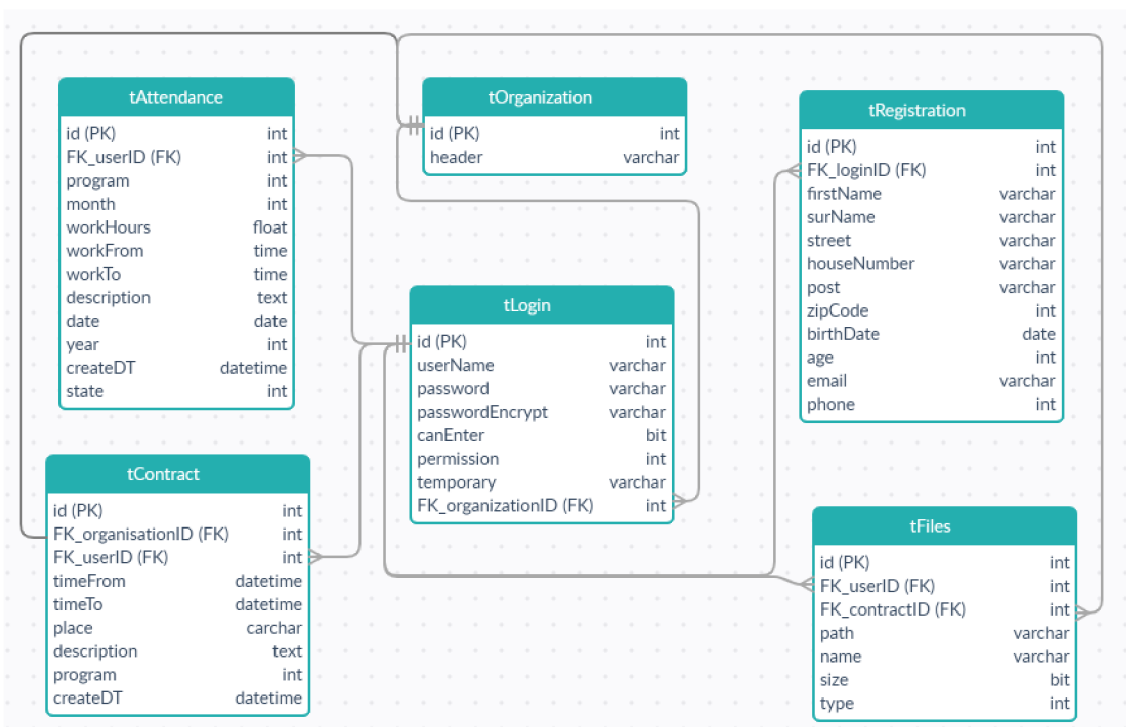 tAttendance
id (PK) int
FK_userID (FK) int
program int
month int
workHours float
workFrom time
workTo time
description text
date date
year int
createDT datetime
state int
tOrganization
id (PK) int
header varchar
tRegistration
id (PK) int
FK_loginID (FK) int
firstName varchar
surName varchar
street varchar
houseNumber varchar
post varchar
zipCode int
birthDate date
age int
email varchar
phone int
tLogin
id (PK) int
userName varchar
password varchar
passwordEncrypt varchar
canEnter bit
permission int
temporary varchar
FK_organizationID (FK) int
tContract
id (PK) int
FK_organisationID (FK) int
FK_userID (FK) int
timeFrom datetime
timeTo datetime
place carchar
description text
program int
createDT datetime
tFiles
id (PK) int
FK_userID (FK) int
FK_contractID (FK) int
path varchar
name varchar
size bit
type int